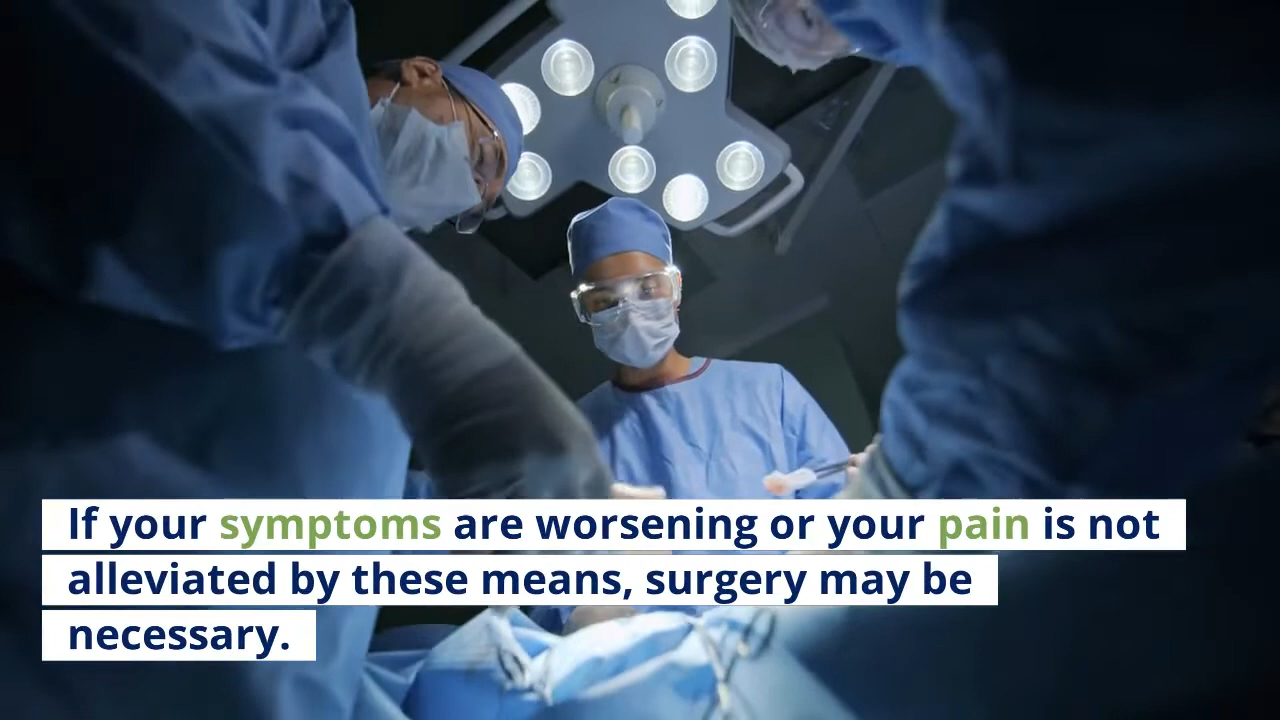 If your symptoms are worsening or your pain is not
alleviated by these means, surgery may be
necessary.